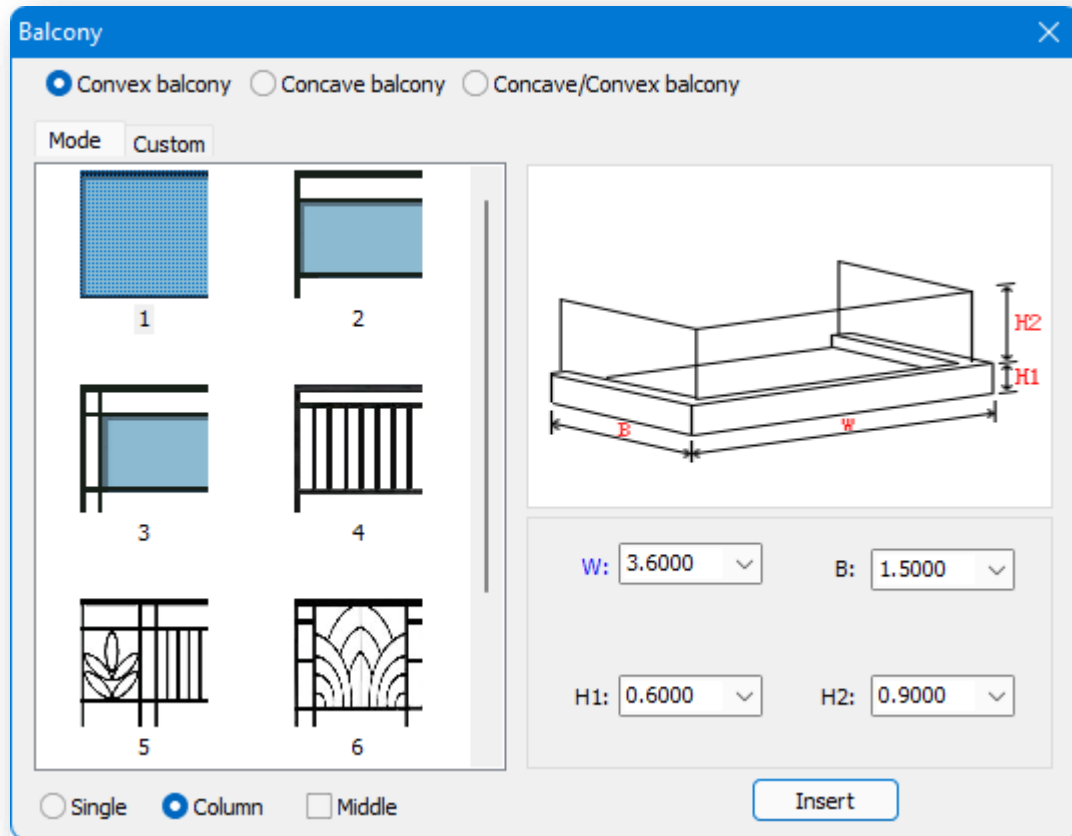 Balcony
Convex balcony Concave balcony Concave/Convex balcony
Mode Custom
1 2
3 4
5 6
H2
H1
B W
W: 3.6000 B: 1.5000
H1: 0.6000 H2: 0.9000
Single Column Middle Insert